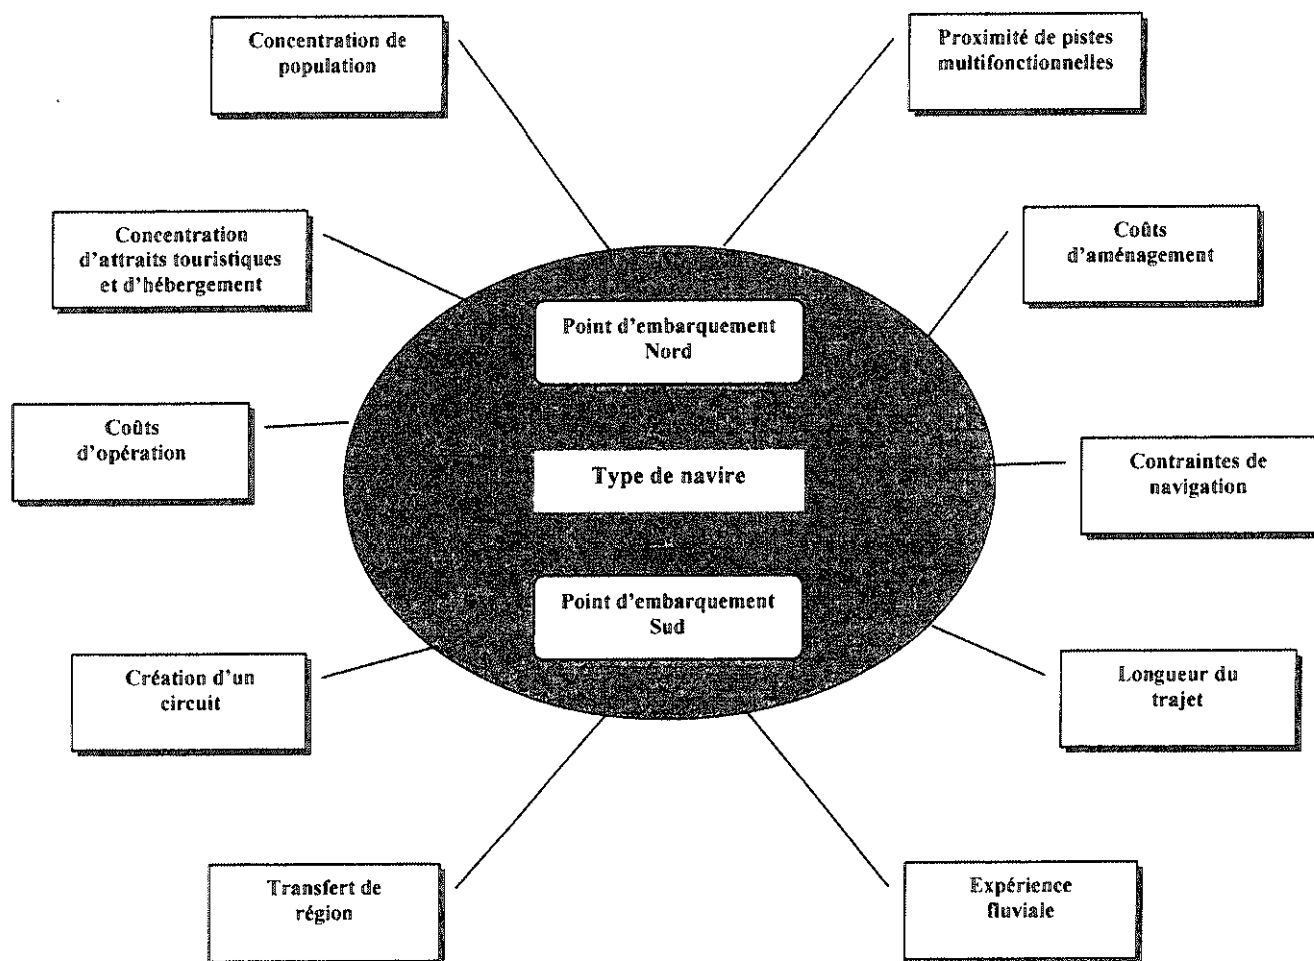 Concentration de
population
Proximité de pistes
multifonctionnelles
Concentration
d'attraits touristiques
et d'hébergement
Coûts
d'aménagement
Point d'embarquement
Nord
Coûts
d'opération
Type de navire
Contraintes de
navigation
Point d'embarquement
Sud
Création d'un
circuit
Longueur du
trajet
Transfert de
région
Expérience
fluviale